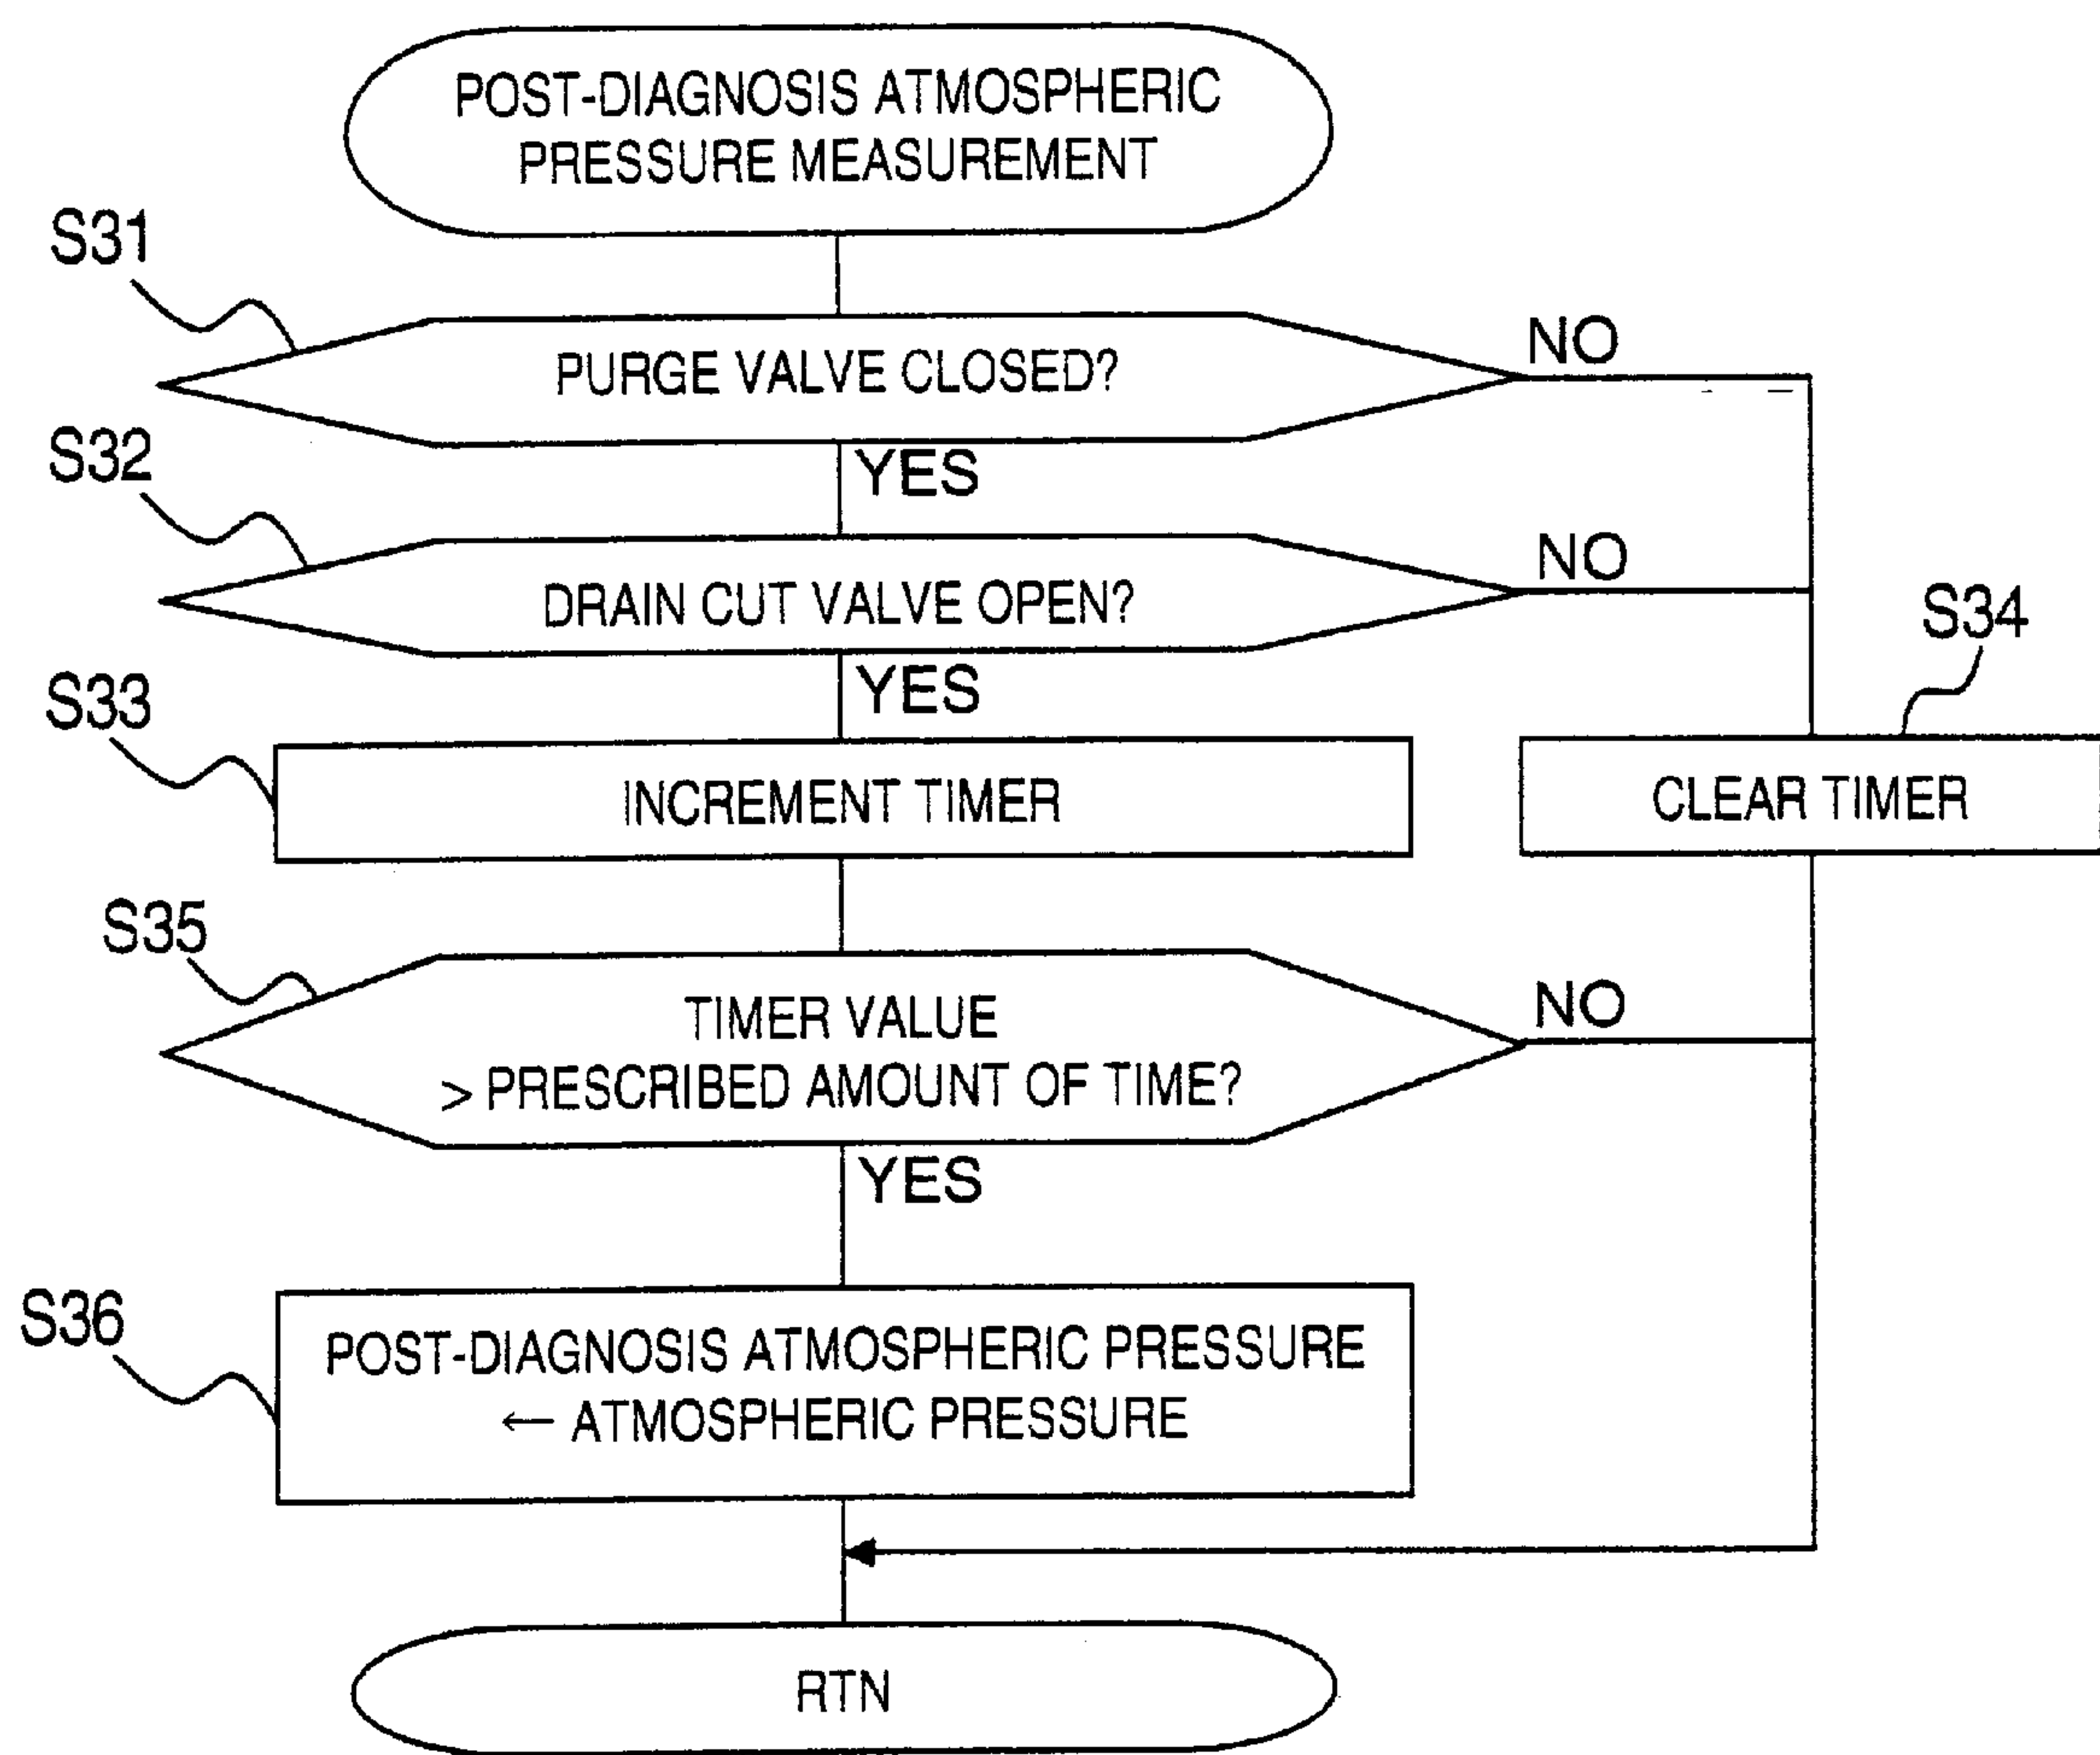 POST-DIAGNOSIS ATMOSPHERIC
PRESSURE MEASUREMENT
S31
PURGE VALVE CLOSED?
NO
YES
S32
DRAIN CUT VALVE OPEN?
NO
YES
S33
INCREMENT TIMER
S34
CLEAR TIMER
S35
TIMER VALUE
> PRESCRIBED AMOUNT OF TIME?
NO
YES
S36
POST-DIAGNOSIS ATMOSPHERIC PRESSURE
← ATMOSPHERIC PRESSURE
RTN